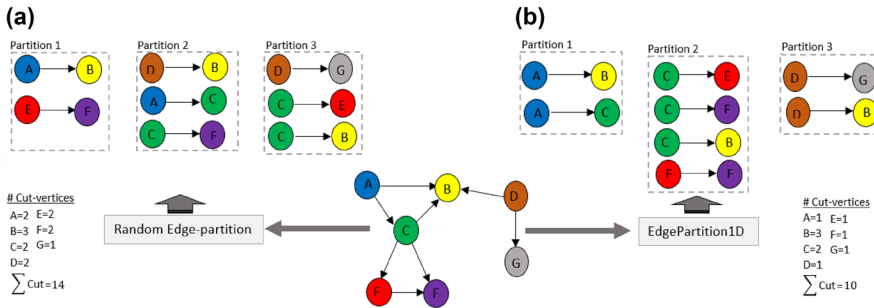 (a)
(b)
Partition 1
Partition 2
Partition 3
Partition 1
Partition 2
Partition 3
A B
E F
D B
A C
C F
D G
C E
C B
A B
A C
C E
C F
C B
F F
D G
D B
# Cut-vertices
A=2 E=2
B=3 F=2
C=2 G=1
D=2
∑ Cut=14
Random Edge-partition
A
B
D
C
G
F
F
EdgePartition1D
# Cut-vertices
A=1 E=1
B=3 F=1
C=2 G=1
D=1
∑ Cut=10